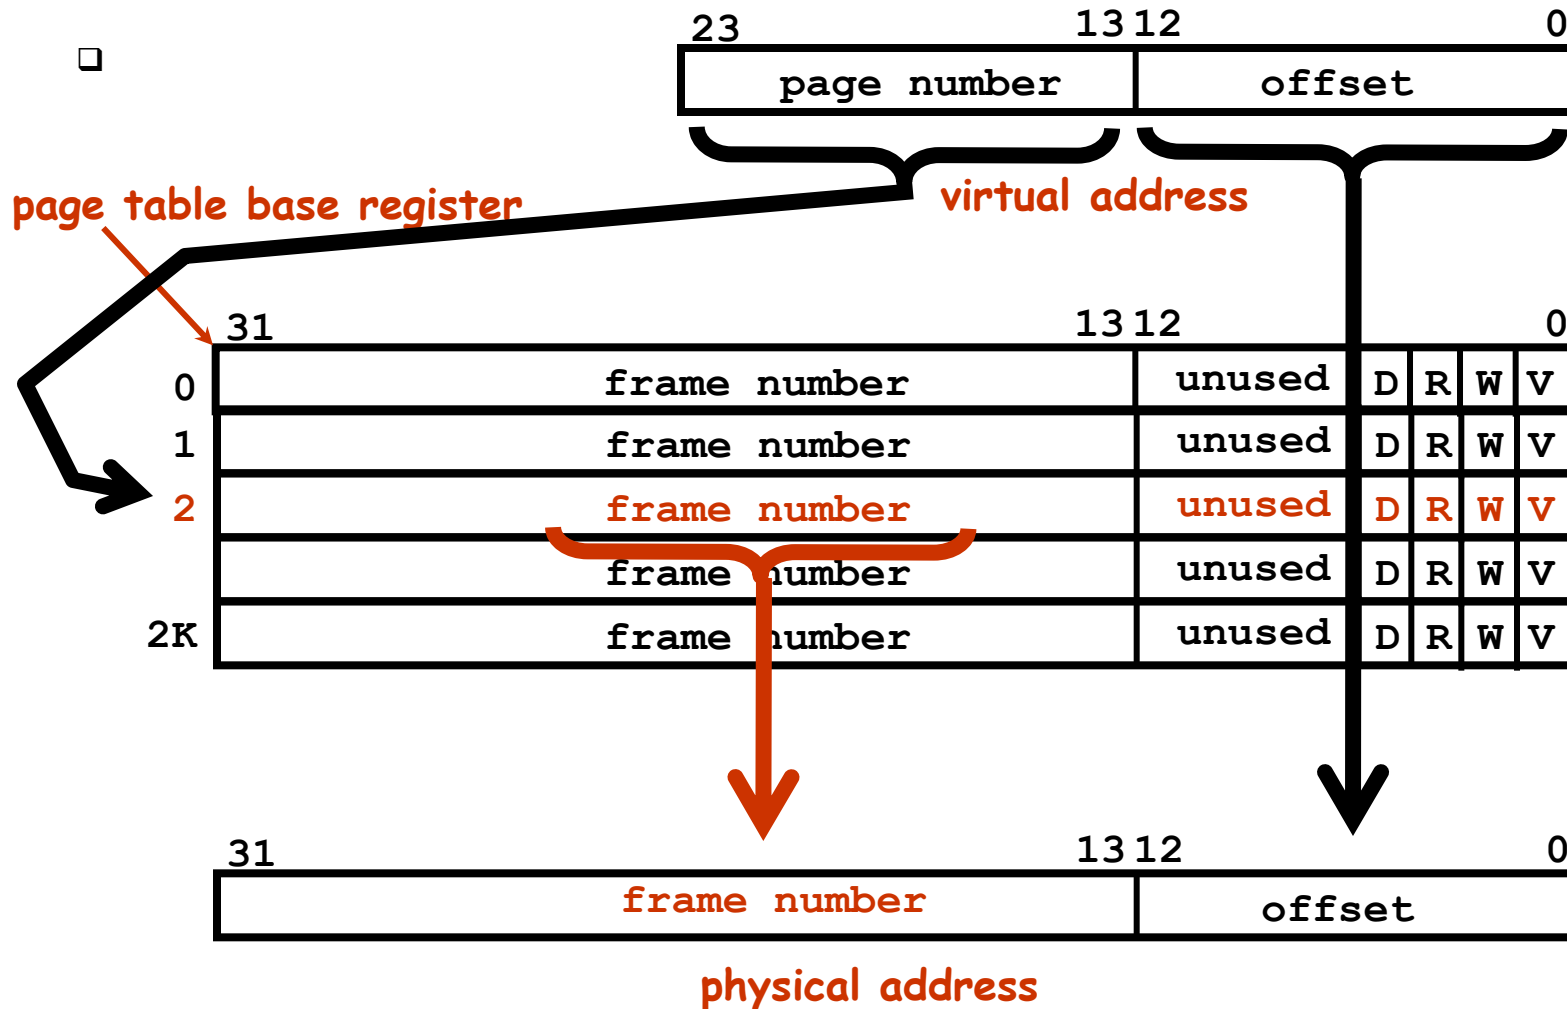 23 13 12 0
page number offset
page table base register
virtual address
31 13 12 0
0 frame number unused D R W V
1 frame number unused D R W V
2 frame number unused D R W V
frame number unused D R W V
2K frame number unused D R W V
31 13 12 0
frame number offset
physical address